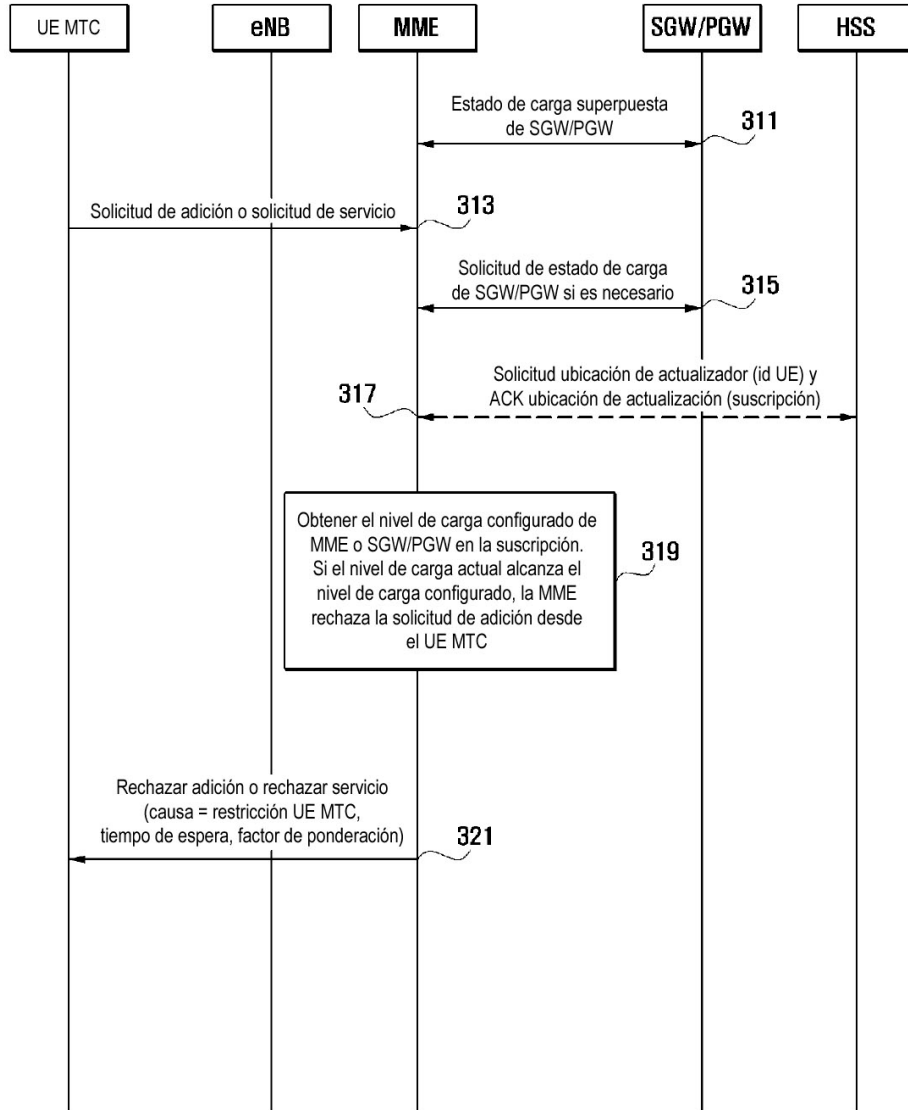 UE MTC
eNB
MME
SGW/PGW
HSS
Estado de carga superpuesta
de SGW/PGW
311
Solicitud de adición o solicitud de servicio
313
Solicitud de estado de carga
de SGW/PGW si es necesario
315
Solicitud ubicación de actualizador (id UE) y
ACK ubicación de actualización (suscripción)
317
Obtener el nivel de carga configurado de
MME o SGW/PGW en la suscripción.
Si el nivel de carga actual alcanza el
nivel de carga configurado, la MME
rechaza la solicitud de adición desde
el UE MTC
319
Rechazar adición o rechazar servicio
(causa = restricción UE MTC,
tiempo de espera, factor de ponderación)
321